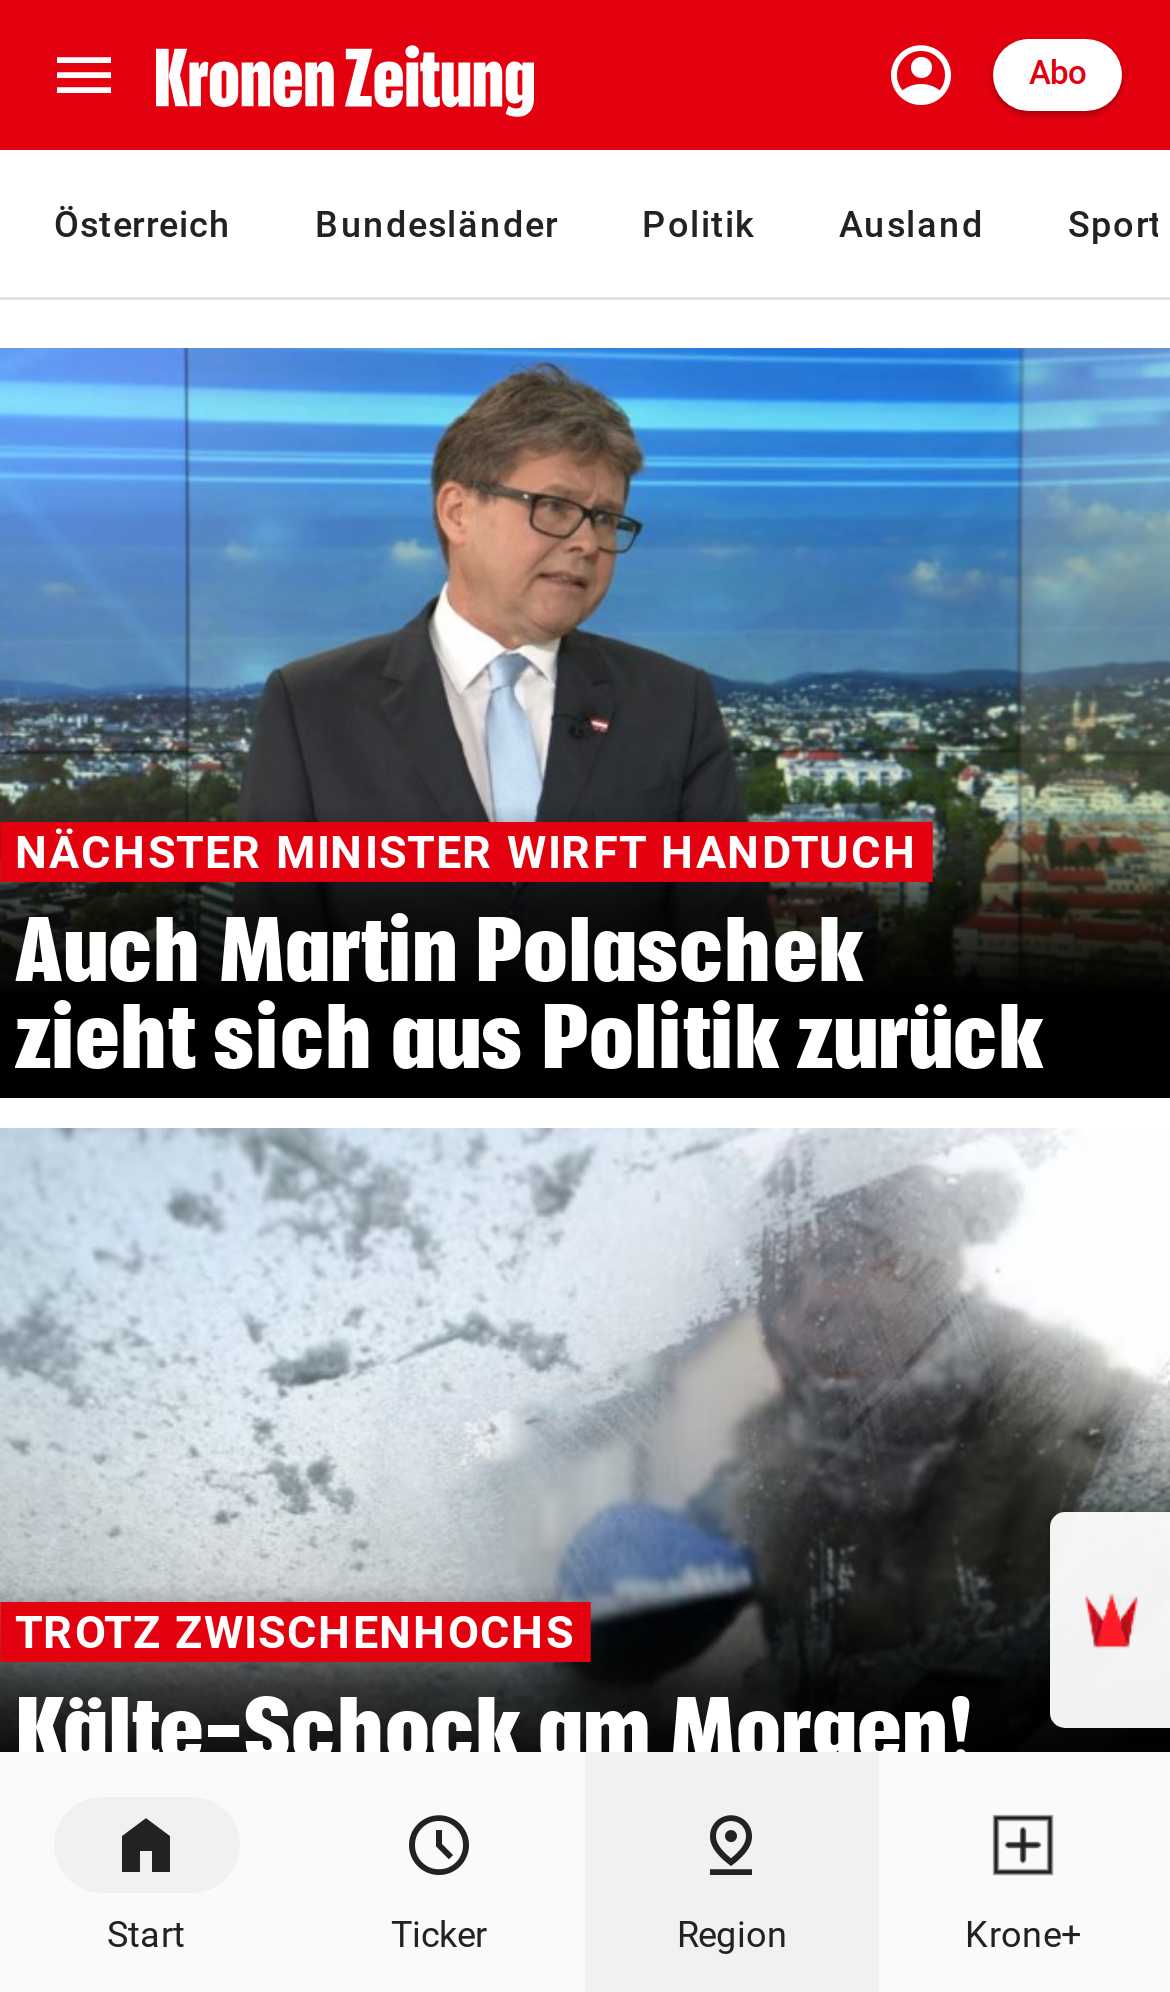 Kronen Zeitung
Abo
Österreich Bundesländer Politik Ausland Sport
NÄCHSTER MINISTER WIRFT HANDTUCH
Auch Martin Polaschek
zieht sich aus Politik zurück
TROTZ ZWISCHENHOCHS
Kälte-Schock am Morgen!
Start Ticker Region Krone+